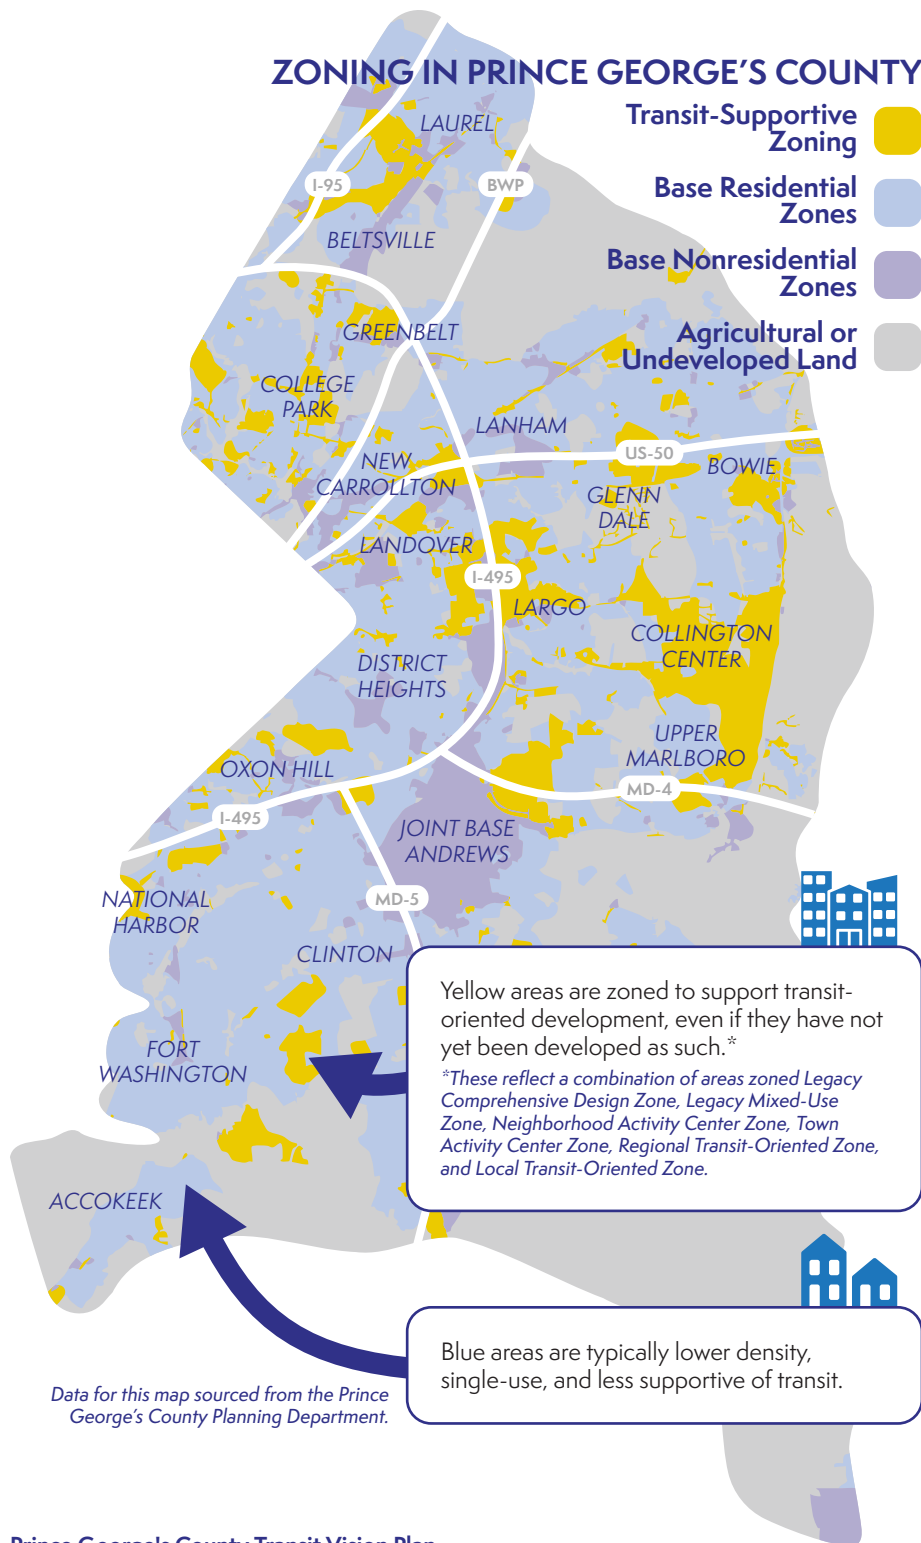 ZONING IN PRINCE GEORGE'S COUNTY
Transit-Supportive
Zoning
Base Residential
Zones
Base Nonresidential
Zones
Agricultural or
Undeveloped Land
LAUREL
I-95
BWP
BELTSVILLE
GREENBELT
COLLEGE
PARK
LANHAM
US-50
BOWIE
NEW
CARROLLTON
GLENN
DALE
LANDOVER
I-495
LARGO
COLLINGTON
CENTER
DISTRICT
HEIGHTS
UPPER
MARLBORO
OXON HILL
MD-4
I-495
JOINT BASE
ANDREWS
MD-5
NATIONAL
HARBOR
CLINTON
Yellow areas are zoned to support transit-
oriented development, even if they have not
yet been developed as such.*
*These reflect a combination of areas zoned Legacy
Comprehensive Design Zone, Legacy Mixed-Use
Zone, Neighborhood Activity Center Zone, Town
Activity Center Zone, Regional Transit-Oriented Zone,
and Local Transit-Oriented Zone.
FORT
WASHINGTON
ACCOKEEK
Blue areas are typically lower density,
single-use, and less supportive of transit.
Data for this map sourced from the Prince
George's County Planning Department.
Prince George's County Transit Vision Plan